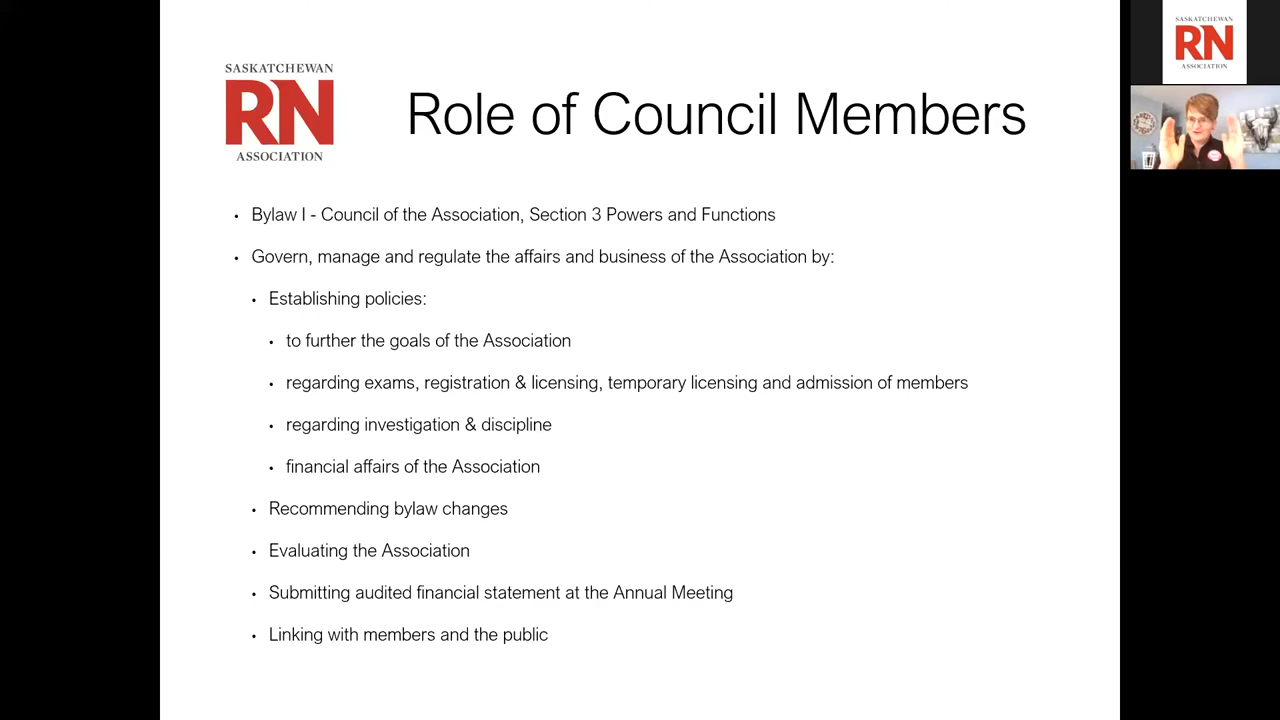 SASKATCHEWAN
RN
ASSOCIATION
Role of Council Members
• Bylaw I - Council of the Association, Section 3 Powers and Functions
• Govern, manage and regulate the affairs and business of the Association by:
• Establishing policies:
• to further the goals of the Association
• regarding exams, registration & licensing, temporary licensing and admission of members
• regarding investigation & discipline
• financial affairs of the Association
• Recommending bylaw changes
• Evaluating the Association
• Submitting audited financial statement at the Annual Meeting
• Linking with members and the public
SASKATCHEWAN
RN
ASSOCIATION